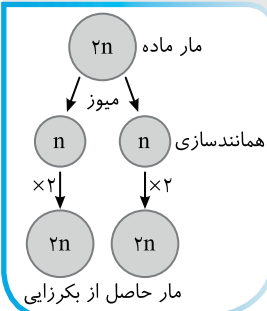 ۲n مار ماده
میوز
n n همانندسازی
×۲ ×۲
۲n ۲n
مار حاصل از بکرزایی